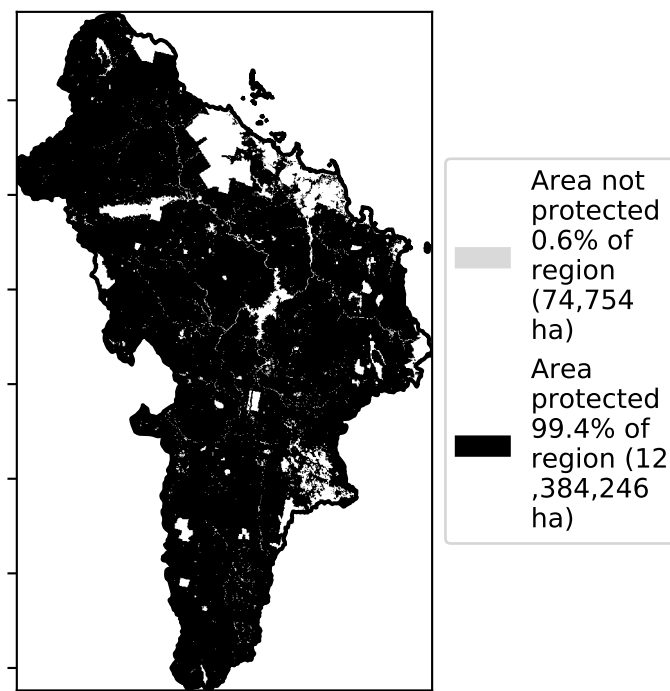 Area not
protected
0.6% of
region
(74,754
ha)
Area
protected
99.4% of
region (12
,384,246
ha)